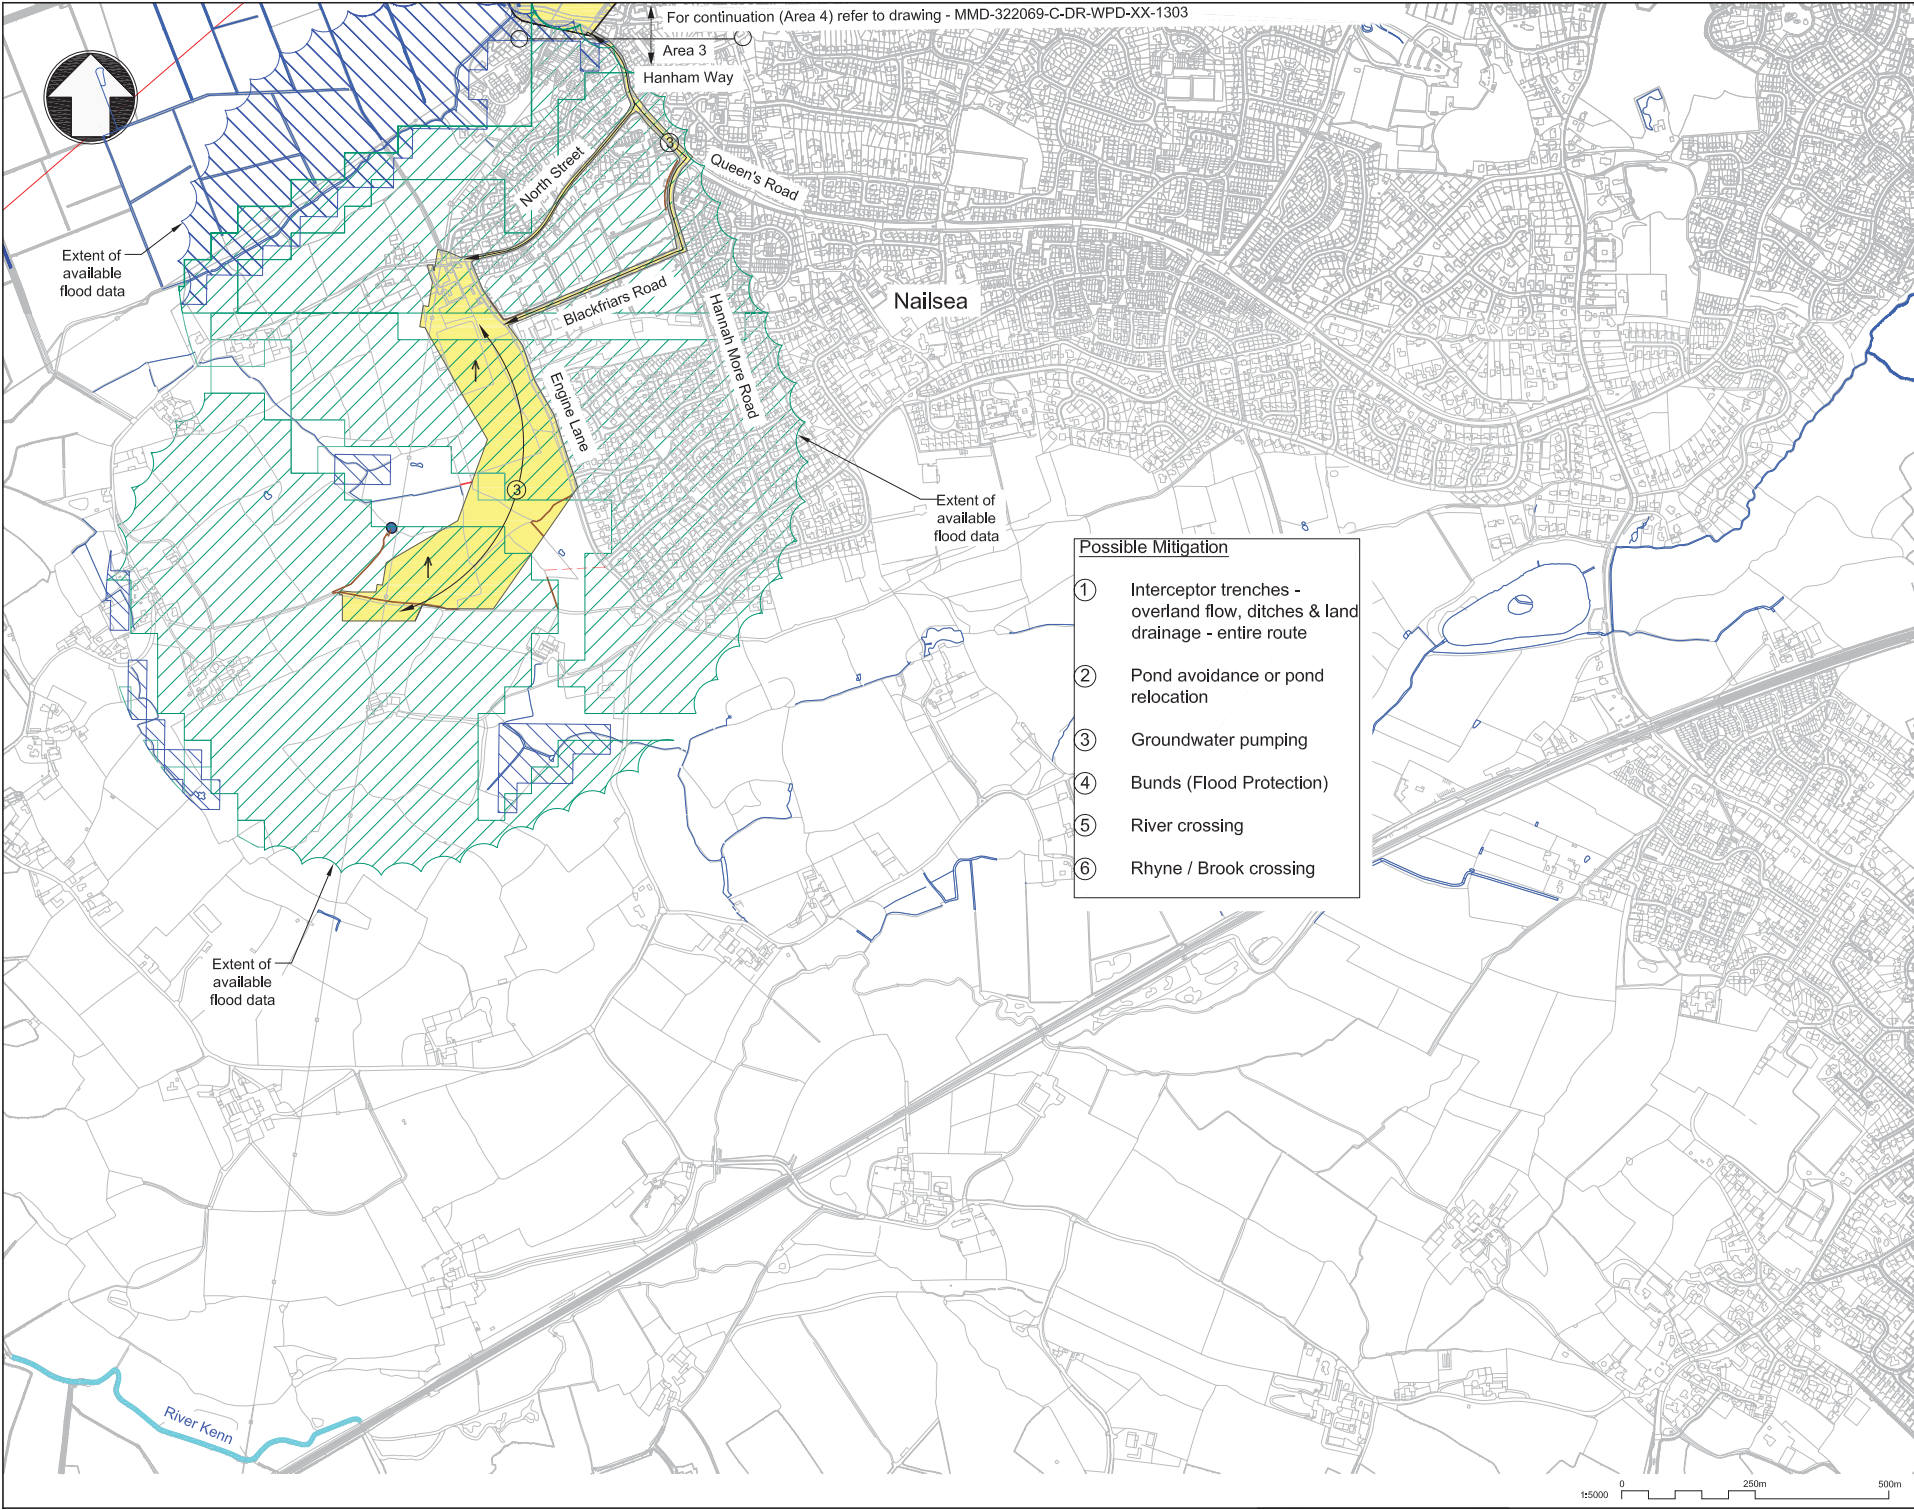 For continuation (Area 4) refer to drawing - MMD-322069-C-DR-WPD-XX-1303
Area 3
Hanham Way
3
North Street
Queen's Road
Extent of
available
flood data
Blackfriars Road
Hannah More Road
Nailsea
Engine Lane
3
Extent of
available
flood data
Possible Mitigation
1 Interceptor trenches -
overland flow, ditches & land
drainage - entire route
2 Pond avoidance or pond
relocation
3 Groundwater pumping
4 Bunds (Flood Protection)
5 River crossing
6 Rhyne / Brook crossing
Extent of
available
flood data
River Kenn
1:5000
0 250m 500m